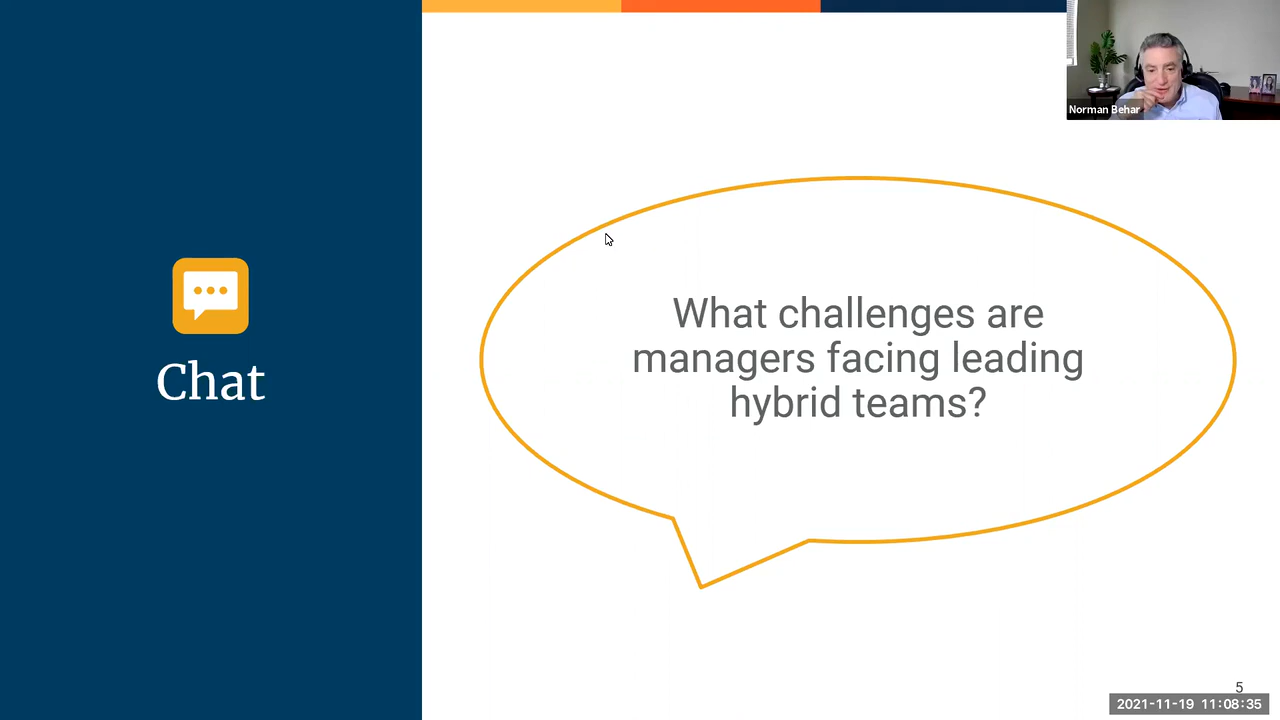 Norman Behar
Chat
What challenges are
managers facing leading
hybrid teams?
5
2021-11-19 11:08:35